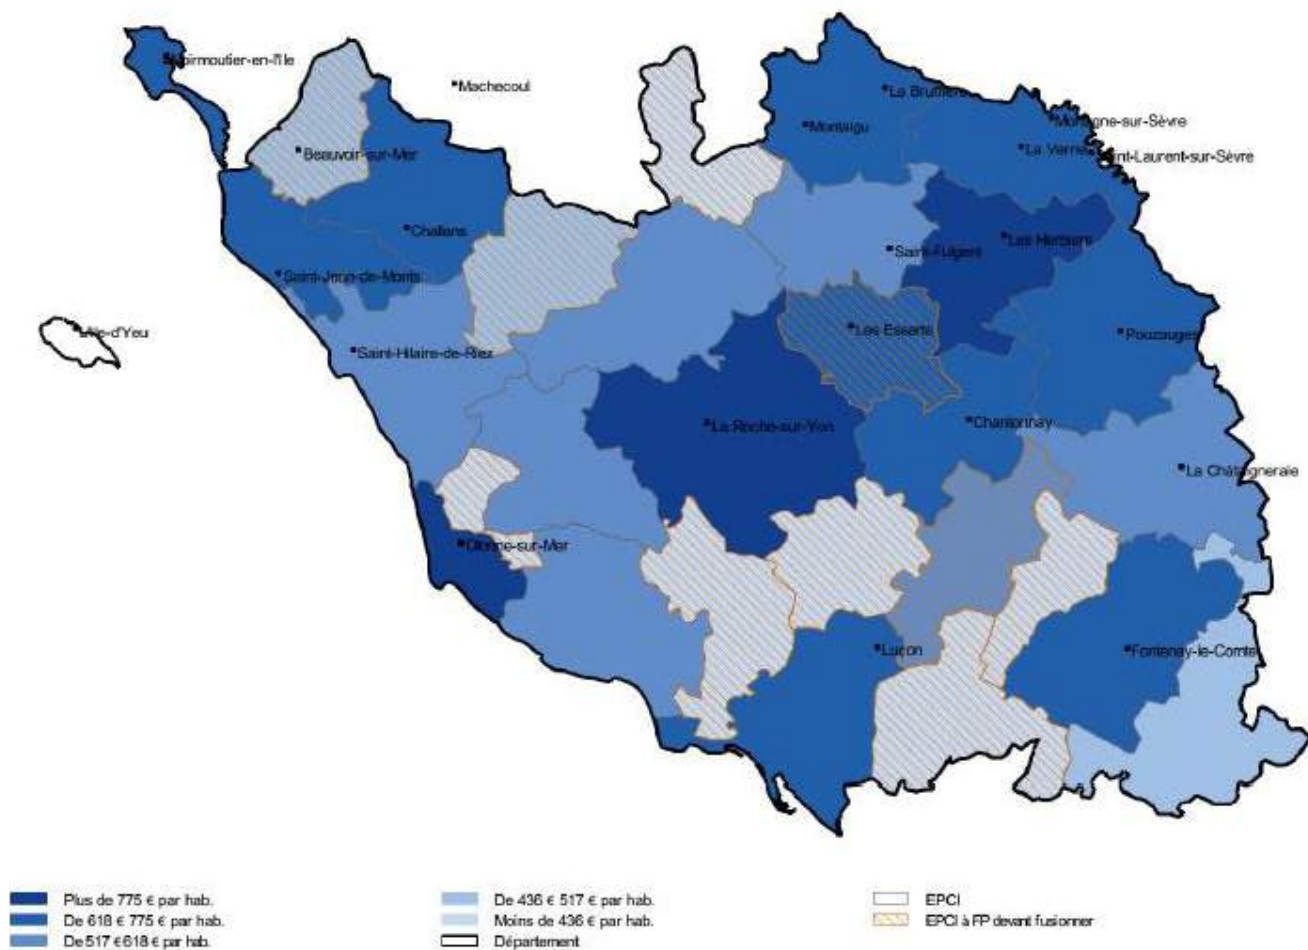 Noirmoutier-en-l'île
Machecoul
La Bruffière
Montaigu
Mortagne-sur-Sèvre
La Verrie
Saint-Laurent-sur-Sèvre
Beauvoir-sur-Mer
Challans
Les Herbiers
Saint-Fulgent
Saint-Jean-de-Monts
L'Ile-d'Yeu
Les Essarts
Pouzauges
Saint-Hilaire-de-Riez
La Roche-sur-Yon
Chantonnay
La Châtaigneraie
Olonne-sur-Mer
Luçon
Fontenay-le-Comte
Plus de 775 € par hab.
De 618 € 775 € par hab.
De 517 € 618 € par hab.
De 436 € 517 € par hab.
Moins de 436 € par hab.
Département
EPCI
EPCI à FP devant fusionner